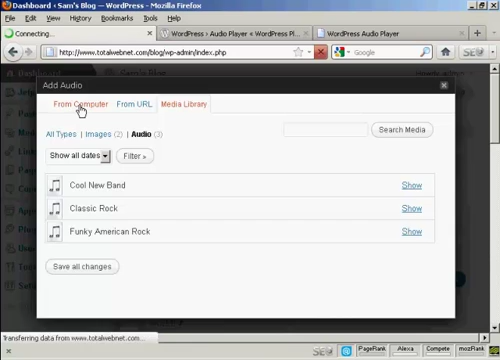 Dashboard ‹ Sam's Blog — WordPress - Mozilla Firefox
Edit View History Bookmarks Tools Help
Connecting...
WordPress › Audio Player « WordPress Pl...
WordPress Audio Player
http://www.totalwebnet.com/blog/wp-admin/index.php
Add Audio
From Computer From URL Media Library
All Types | Images (2) | Audio (3)
Search Media
Show all dates Filter »
Cool New Band Show
Classic Rock Show
Funky American Rock Show
Save all changes
Transferring data from www.totalwebnet.com...
PageRank Alexa Compete mozRank